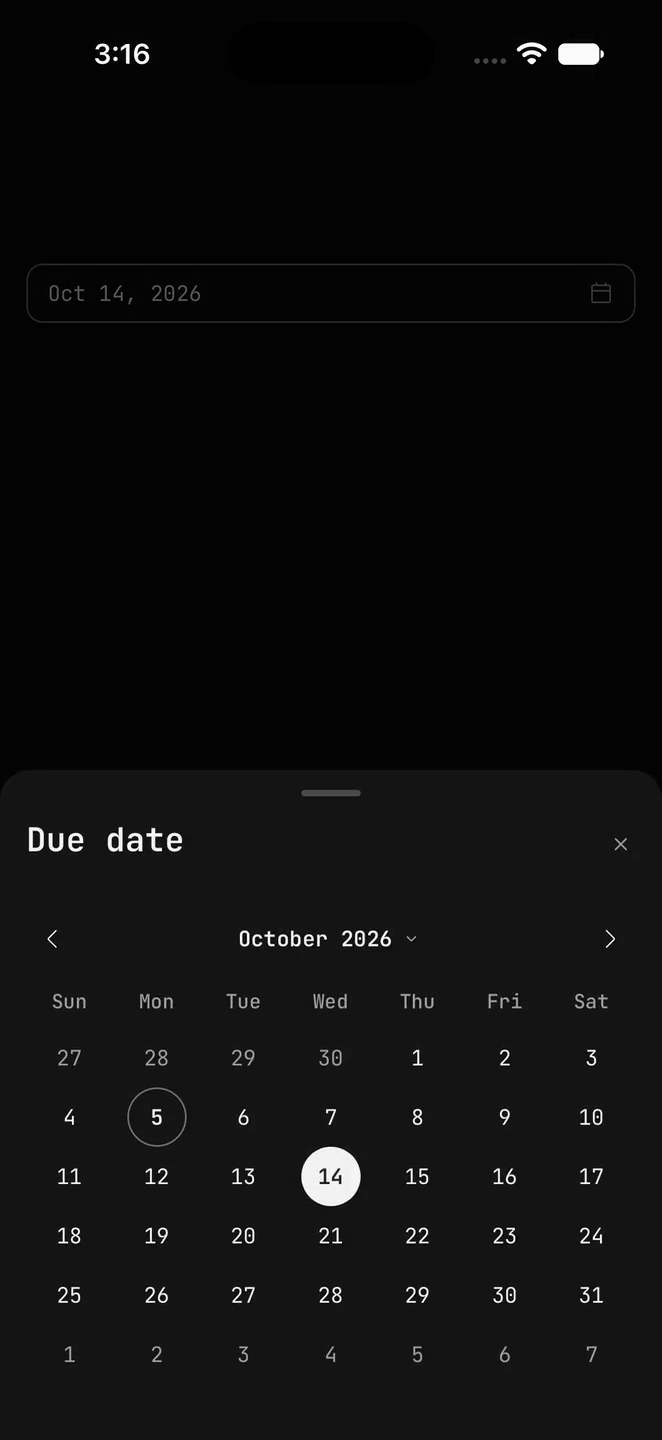 3:16
Oct 14, 2026
Due date
October 2026
Sun Mon Tue Wed Thu Fri Sat
27 28 29 30 1 2 3
4 5 6 7 8 9 10
11 12 13 14 15 16 17
18 19 20 21 22 23 24
25 26 27 28 29 30 31
1 2 3 4 5 6 7